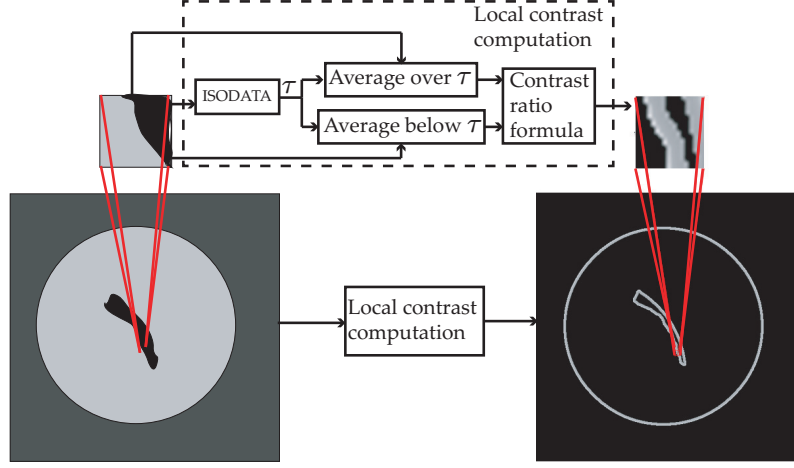 Local contrast
computation
ISODATA
τ
Average over τ
Average below τ
Contrast
ratio
formula
Local contrast
computation